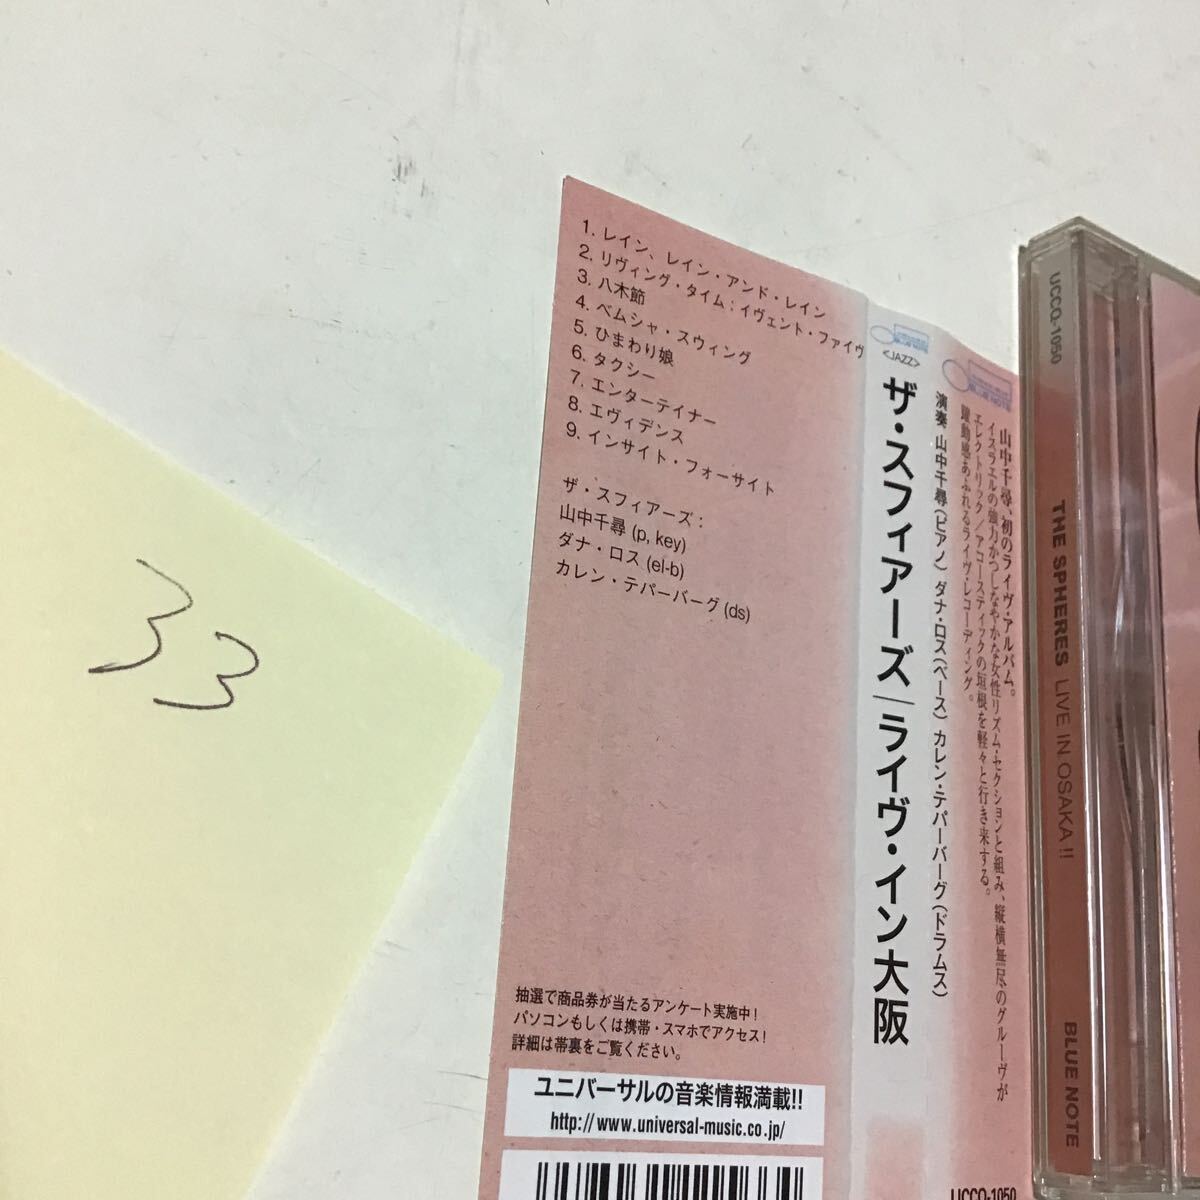 33
1. レイン、レイン・アンド・レイン
2. リヴィング・タイム:イヴェント・ファイヴ
3. 八木節
4. ベムシャ・スウィング
5. ひまわり娘
6. タクシー
7. エンターテイナー
8. エヴィデンス
9. インサイト・フォーサイト
ザ・スフィアーズ:
山中千尋 (p, key)
ダナ・ロス (el-b)
カレン・テパーバーグ (ds)
抽選で商品券が当たるアンケート実施中!
パソコンもしくは携帯・スマホでアクセス!
詳細は帯裏をご覧ください。
ユニバーサルの音楽情報満載!!
http://www.universal-music.co.jp/
<JAZZ>
ザ・スフィアーズ/ライヴ・イン大阪
UCCQ-1050
山中千尋、初のライヴ・アルバム。
イスラエルの強力かつしなやかな女性リズム・セクションと組み、縦横無尽のグルーヴが
エレクトリック/アコースティックの垣根を軽々と行き来する。
躍動感あふれるライヴ・レコーディング。
演奏 山中千尋(ピアノ) ダナ・ロス(ベース) カレン・テパーバーグ(ドラムス)
BLUE NOTE
UCCQ-1050
THE SPHERES LIVE IN OSAKA !!
BLUE NOTE